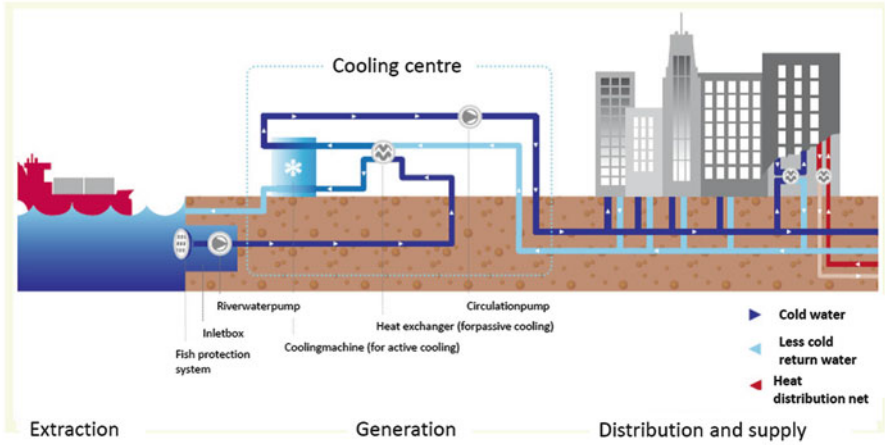 Cooling centre
Riverwaterpump
Circulationpump
Inletbox
Heat exchanger (forpassive cooling)
Fish protection
system
Coolingmachine (for active cooling)
Cold water
Less cold
return water
Heat
distribution net
Extraction
Generation
Distribution and supply